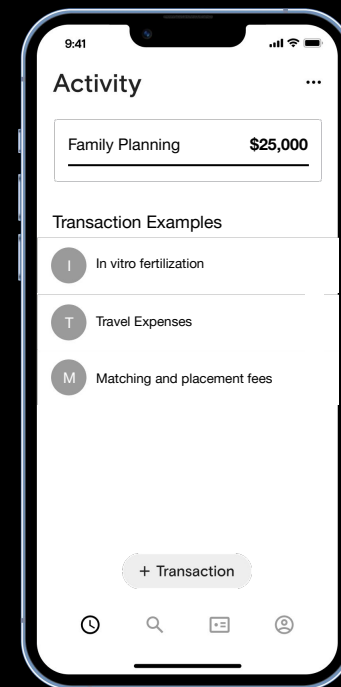 9:41
Activity
Family Planning $25,000
Transaction Examples
I In vitro fertilization
T Travel Expenses
M Matching and placement fees
+ Transaction